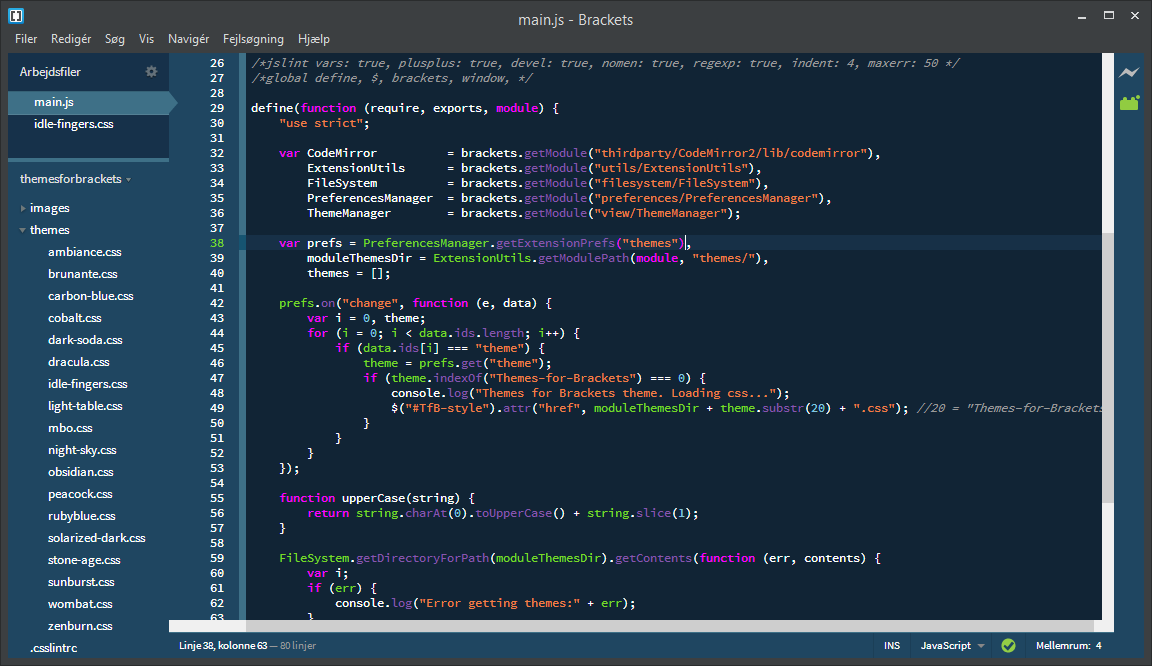 main.js - Brackets
Filer Redigér Søg Vis Navigér Fejlsøgning Hjælp
Arbejdsfiler
main.js
idle-fingers.css
themesforbrackets
images
themes
ambiance.css
brunante.css
carbon-blue.css
cobalt.css
dark-soda.css
dracula.css
idle-fingers.css
light-table.css
mbo.css
night-sky.css
obsidian.css
peacock.css
rubyblue.css
solarized-dark.css
stone-age.css
sunburst.css
wombat.css
zenburn.css
.csslintrc
26 /*jslint vars: true, plusplus: true, devel: true, nomen: true, regexp: true, indent: 4, maxerr: 50 */
27 /*global define, $, brackets, window, */
28
29 define(function (require, exports, module) {
30     "use strict";
31
32     var CodeMirror          = brackets.getModule("thirdparty/CodeMirror2/lib/codemirror"),
33         ExtensionUtils      = brackets.getModule("utils/ExtensionUtils"),
34         FileSystem          = brackets.getModule("filesystem/FileSystem"),
35         PreferencesManager  = brackets.getModule("preferences/PreferencesManager"),
36         ThemeManager        = brackets.getModule("view/ThemeManager");
37
38     var prefs = PreferencesManager.getExtensionPrefs("themes"),
39         moduleThemesDir = ExtensionUtils.getModulePath(module, "themes/"),
40         themes = [];
41
42     prefs.on("change", function (e, data) {
43         var i = 0, theme;
44         for (i = 0; i < data.ids.length; i++) {
45             if (data.ids[i] === "theme") {
46                 theme = prefs.get("theme");
47                 if (theme.indexOf("Themes-for-Brackets") === 0) {
48                     console.log("Themes for Brackets theme. Loading css...");
49                     $("#TfB-style").attr("href", moduleThemesDir + theme.substr(20) + ".css"); //20 = "Themes-for-Brackets
50                 }
51             }
52         }
53     });
54
55     function upperCase(string) {
56         return string.charAt(0).toUpperCase() + string.slice(1);
57     }
58
59     FileSystem.getDirectoryForPath(moduleThemesDir).getContents(function (err, contents) {
60         var i;
61         if (err) {
62             console.log("Error getting themes:" + err);
63         }
Linje 38, kolonne 63 — 80 linjer INS JavaScript Mellemrum: 4